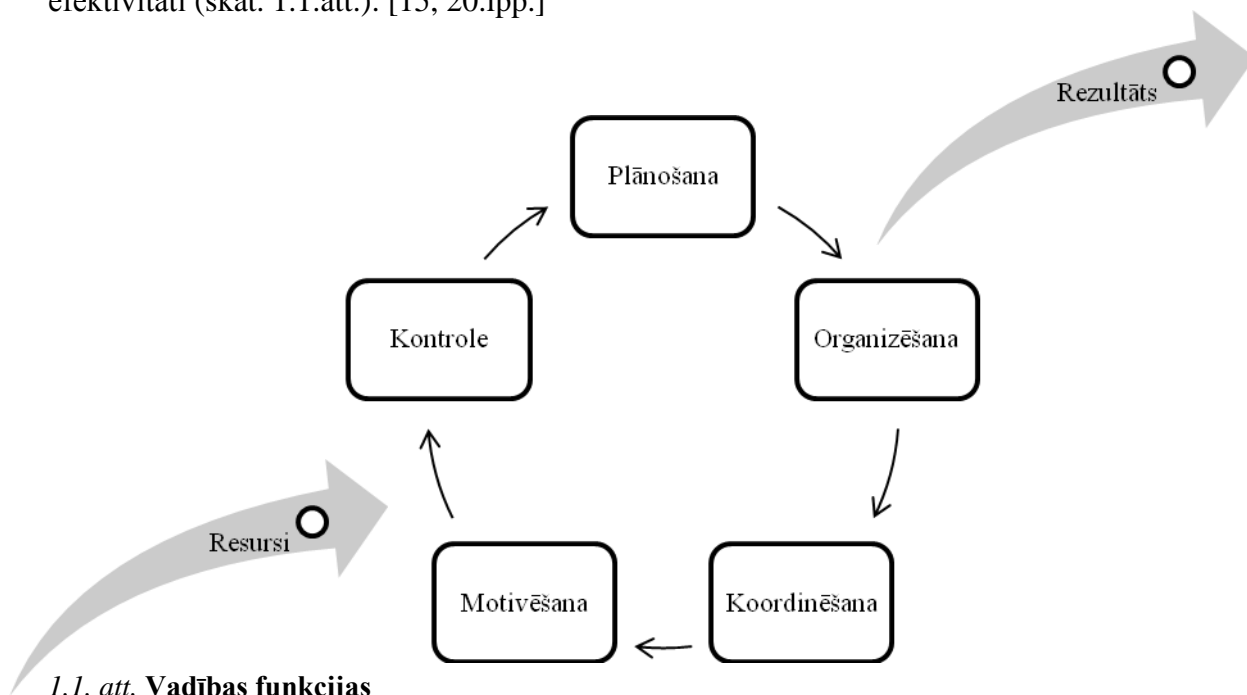 efektivitāti (skat. 1.1.att.). [15, 20.lpp.]
Rezultāts
Plānošana
Kontrole
Organizēšana
Resursi
Motivēšana
Koordinēšana
1.1. att. Vadības funkcijas